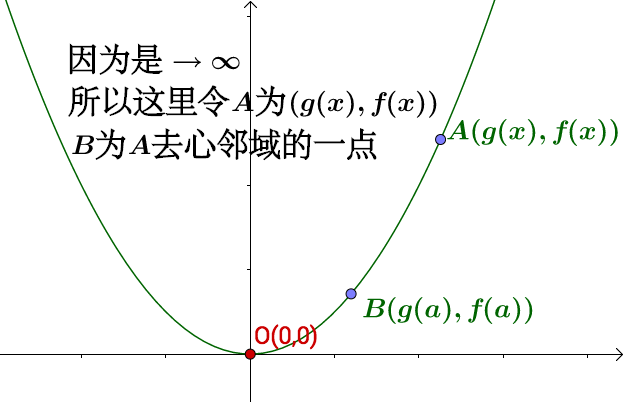 因为是→∞
所以这里令A为(g(x),f(x))
B为A去心邻域的一点
A(g(x),f(x))
B(g(a),f(a))
O(0,0)